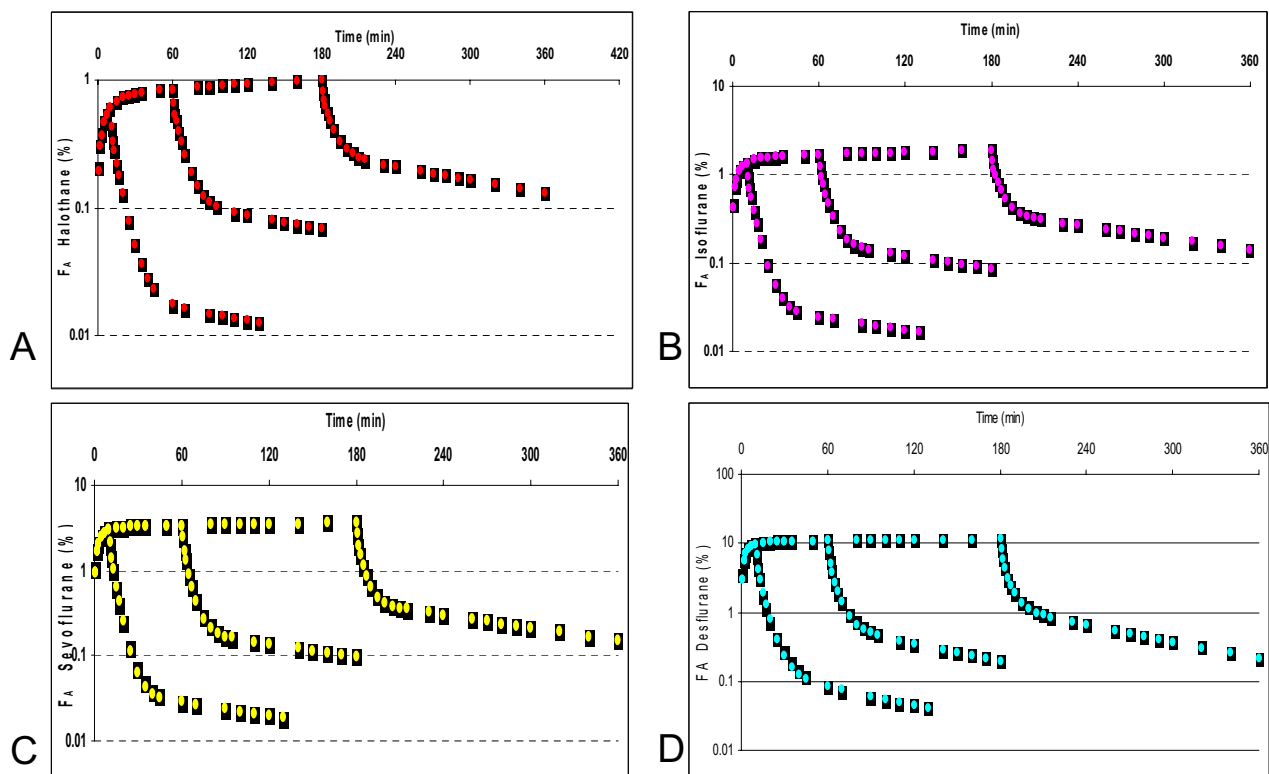 Time (min)
0 60 120 180 240 300 360 420
1
0.1
0.01
F A Halothane (%)
A
Time (min)
0 60 120 180 240 300 360
10
1
0.1
0.01
F A Isoflurane (%)
B
Time (min)
0 60 120 180 240 300 360
10
1
0.1
0.01
F A Sevoflurane (%)
C
Time (min)
0 60 120 180 240 300 360
100
10
1
0.1
0.01
FA Desflurane (%)
D